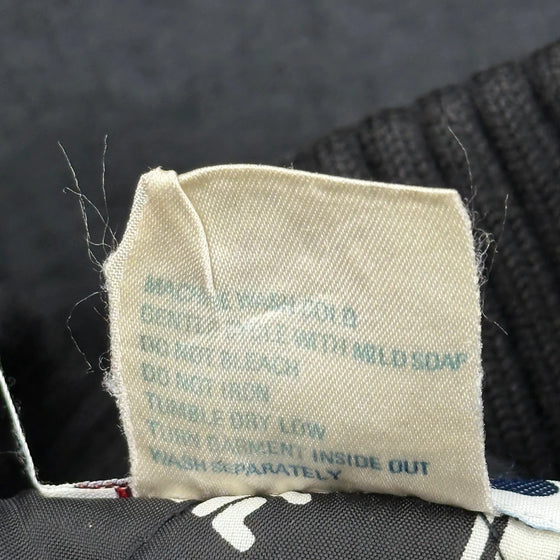 MACHINE WASH COLD
GENTLE CYCLE WITH MILD SOAP
DO NOT BLEACH
DO NOT IRON
TUMBLE DRY LOW
TURN GARMENT INSIDE OUT
WASH SEPARATELY